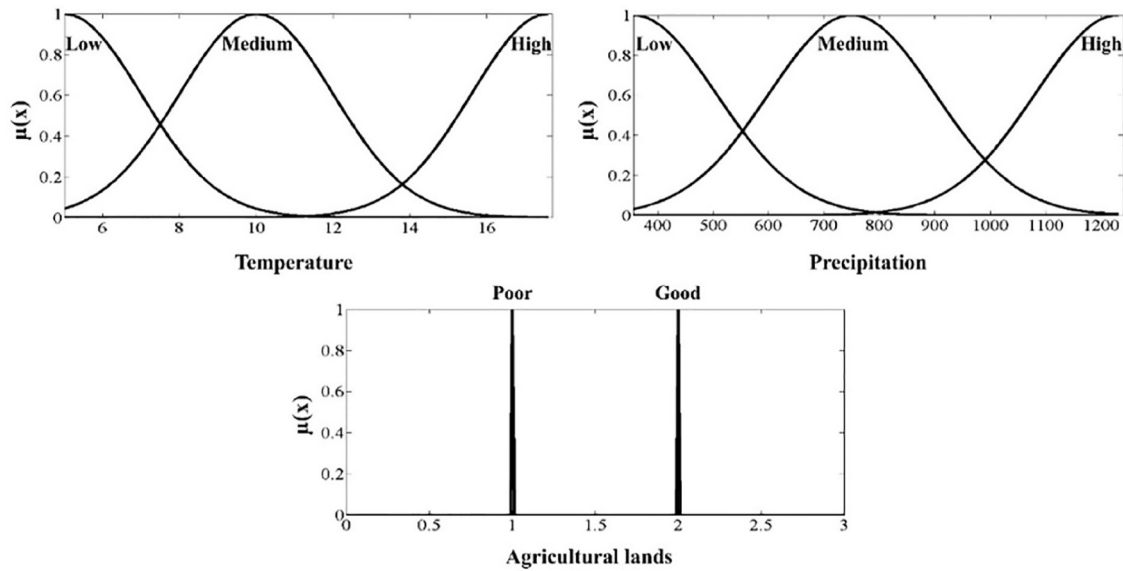 1
Low
Medium
High
0.8
0.6
0.4
0.2
0
μ(x)
6
8
10
12
14
16
Temperature
1
Low
Medium
High
0.8
0.6
0.4
0.2
0
μ(x)
400
500
600
700
800
900
1000
1100
1200
Precipitation
Poor
Good
1
0.8
0.6
0.4
0.2
0
μ(x)
0
0.5
1
1.5
2
2.5
3
Agricultural lands